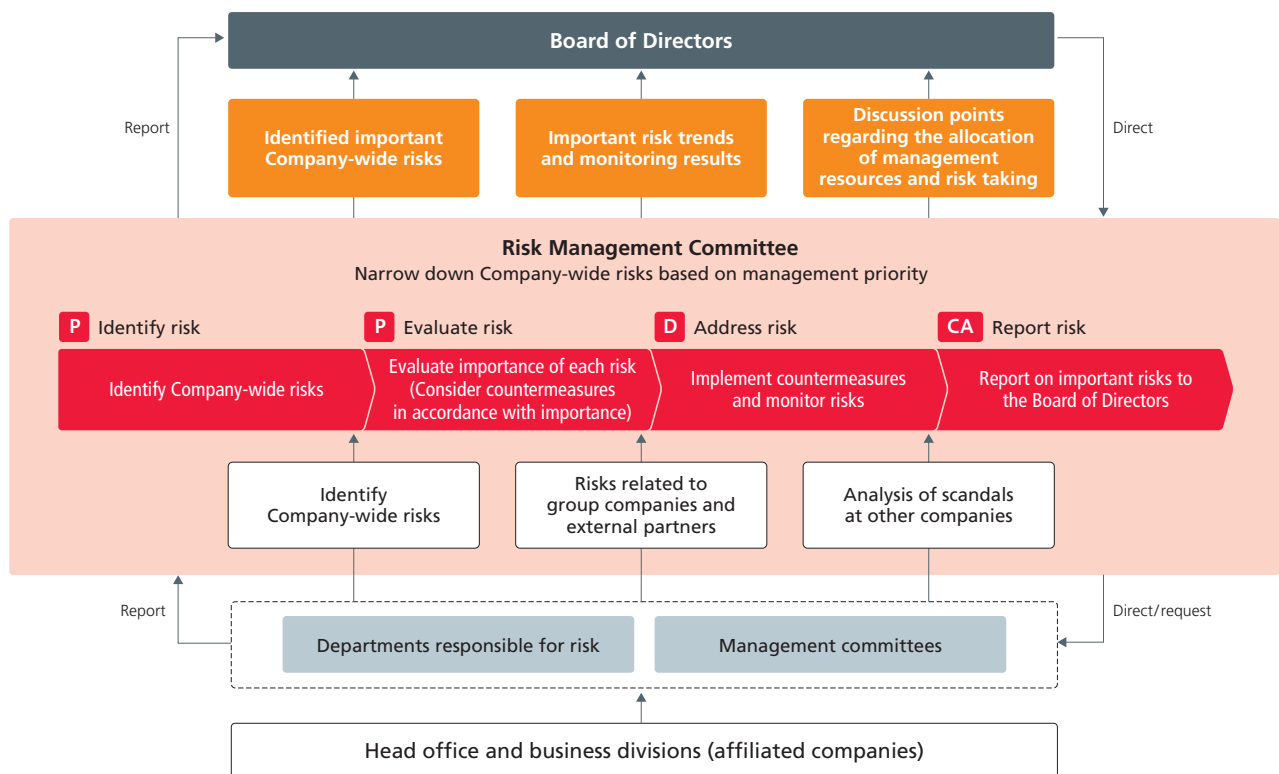 Board of Directors
Report
Direct
Identified important
Company-wide risks
Important risk trends
and monitoring results
Discussion points
regarding the allocation
of management
resources and risk taking
Risk Management Committee
Narrow down Company-wide risks based on management priority
P Identify risk
P Evaluate risk
D Address risk
CA Report risk
Identify Company-wide risks
Evaluate importance of each risk
(Consider countermeasures
in accordance with importance)
Implement countermeasures
and monitor risks
Report on important risks to
the Board of Directors
Identify
Company-wide risks
Risks related to
group companies and
external partners
Analysis of scandals
at other companies
Report
Direct/request
Departments responsible for risk
Management committees
Head office and business divisions (affiliated companies)